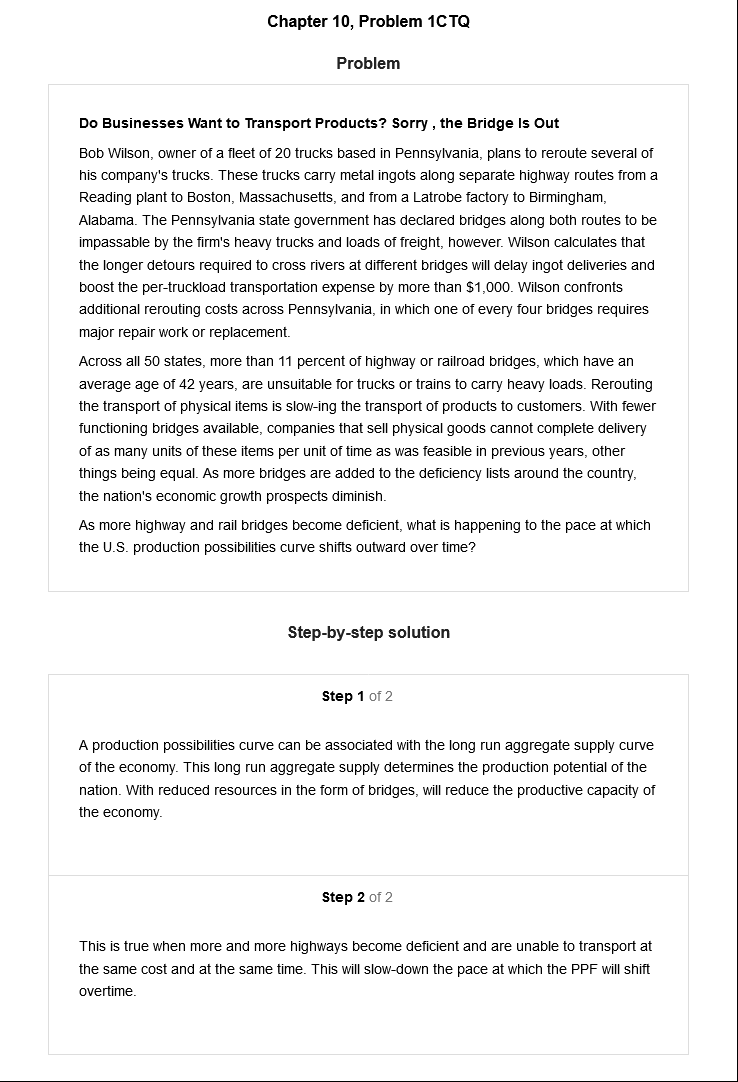 Chapter 10, Problem 1CTQ
Problem
Do Businesses Want to Transport Products? Sorry , the Bridge Is Out
Bob Wilson, owner of a fleet of 20 trucks based in Pennsylvania, plans to reroute several of
his company's trucks. These trucks carry metal ingots along separate highway routes from a
Reading plant to Boston, Massachusetts, and from a Latrobe factory to Birmingham,
Alabama. The Pennsylvania state government has declared bridges along both routes to be
impassable by the firm's heavy trucks and loads of freight, however. Wilson calculates that
the longer detours required to cross rivers at different bridges will delay ingot deliveries and
boost the per-truckload transportation expense by more than $1,000. Wilson confronts
additional rerouting costs across Pennsylvania, in which one of every four bridges requires
major repair work or replacement.
Across all 50 states, more than 11 percent of highway or railroad bridges, which have an
average age of 42 years, are unsuitable for trucks or trains to carry heavy loads. Rerouting
the transport of physical items is slow-ing the transport of products to customers. With fewer
functioning bridges available, companies that sell physical goods cannot complete delivery
of as many units of these items per unit of time as was feasible in previous years, other
things being equal. As more bridges are added to the deficiency lists around the country,
the nation's economic growth prospects diminish.
As more highway and rail bridges become deficient, what is happening to the pace at which
the U.S. production possibilities curve shifts outward over time?
Step-by-step solution
Step 1 of 2
A production possibilities curve can be associated with the long run aggregate supply curve
of the economy. This long run aggregate supply determines the production potential of the
nation. With reduced resources in the form of bridges, will reduce the productive capacity of
the economy.
Step 2 of 2
This is true when more and more highways become deficient and are unable to transport at
the same cost and at the same time. This will slow-down the pace at which the PPF will shift
overtime.